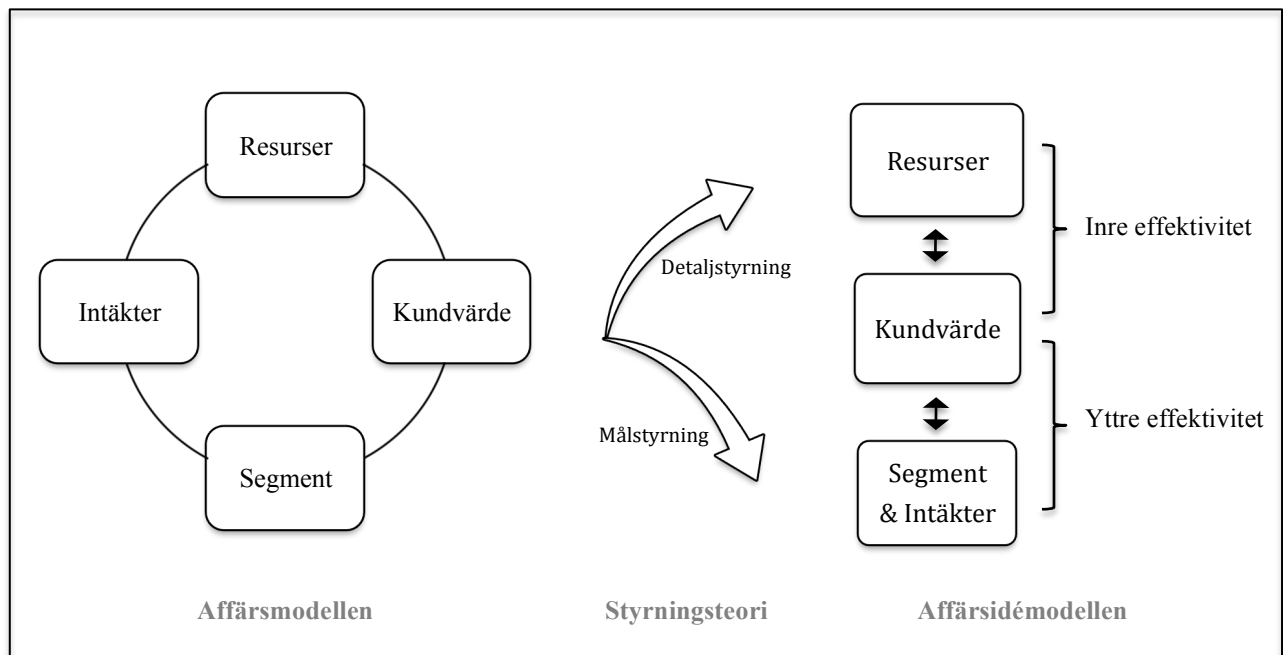 Resurser
Intäkter
Kundvärde
Segment
Affärsmodellen
Detaljstyrning
Målstyrning
Styrningsteori
Resurser
Kundvärde
Segment
& Intäkter
Inre effektivitet
Yttre effektivitet
Affärsidémodellen